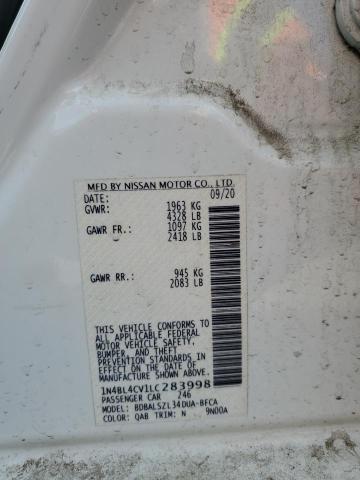 MFD BY NISSAN MOTOR CO., LTD.
DATE: 09/20
GVWR: 1963 KG
4328 LB
GAWR FR.: 1097 KG
2418 LB
GAWR RR.: 945 KG
2083 LB
THIS VEHICLE CONFORMS TO
ALL APPLICABLE FEDERAL
MOTOR VEHICLE SAFETY,
BUMPER, AND THEFT
PREVENTION STANDARDS IN
EFFECT ON THE DATE OF
MANUFACTURE SHOWN ABOVE.
1N4BL4CV1LC283998
PASSENGER CAR 246
MODEL: BDBALSZL34DUA-BFCA
COLOR: QAB TRIM: N 9N00A